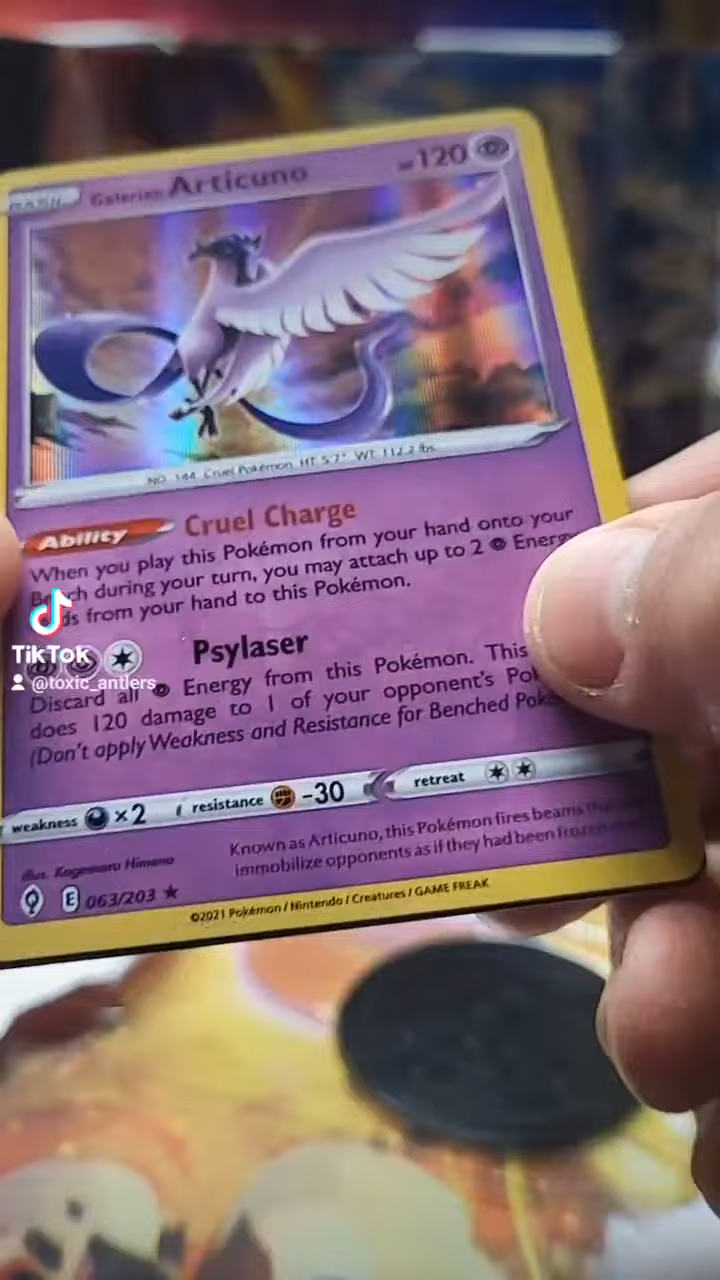 BASIC Galarian Articuno HP 120
NO. 144 Cruel Pokémon HT: 5'7" WT: 112.2 lbs.
Ability Cruel Charge
When you play this Pokémon from your hand onto your
Bench during your turn, you may attach up to 2 Energy
from your hand to this Pokémon.
Psylaser
Discard all Energy from this Pokémon. This
does 120 damage to 1 of your opponent's
(Don't apply Weakness and Resistance for Benched
weakness ×2 resistance -30 retreat
Known as Articuno, this Pokémon fires beams
immobilize opponents as if they had been frozen
illus. Kagemaru Himeno
E 063/203 ★
©2021 Pokémon / Nintendo / Creatures / GAME FREAK
TikTok
@toxic_antlers